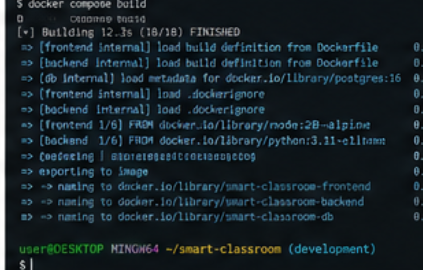 $ docker compose build
[+] Building 12.3s (18/18) FINISHED
=> [frontend internal] load build definition from Dockerfile 0.
=> [backend internal] load build definition from Dockerfile 0.
=> [db internal] load metadata for docker.io/library/postgres:16 0.
=> [frontend internal] load .dockerignore 0.
=> [backend internal] load .dockerignore 0.
=> [frontend 1/6] FROM docker.io/library/node:20-alpine 0.
=> [backend 1/6] FROM docker.io/library/python:3.11- 0.
=> exporting to image 0.
=> => naming to docker.io/library/smart-classroom-frontend 0.
=> => naming to docker.io/library/smart-classroom-backend 0.
=> => naming to docker.io/library/smart-classroom-db 0.
user@DESKTOP MINGW64 ~/smart-classroom (development)
$